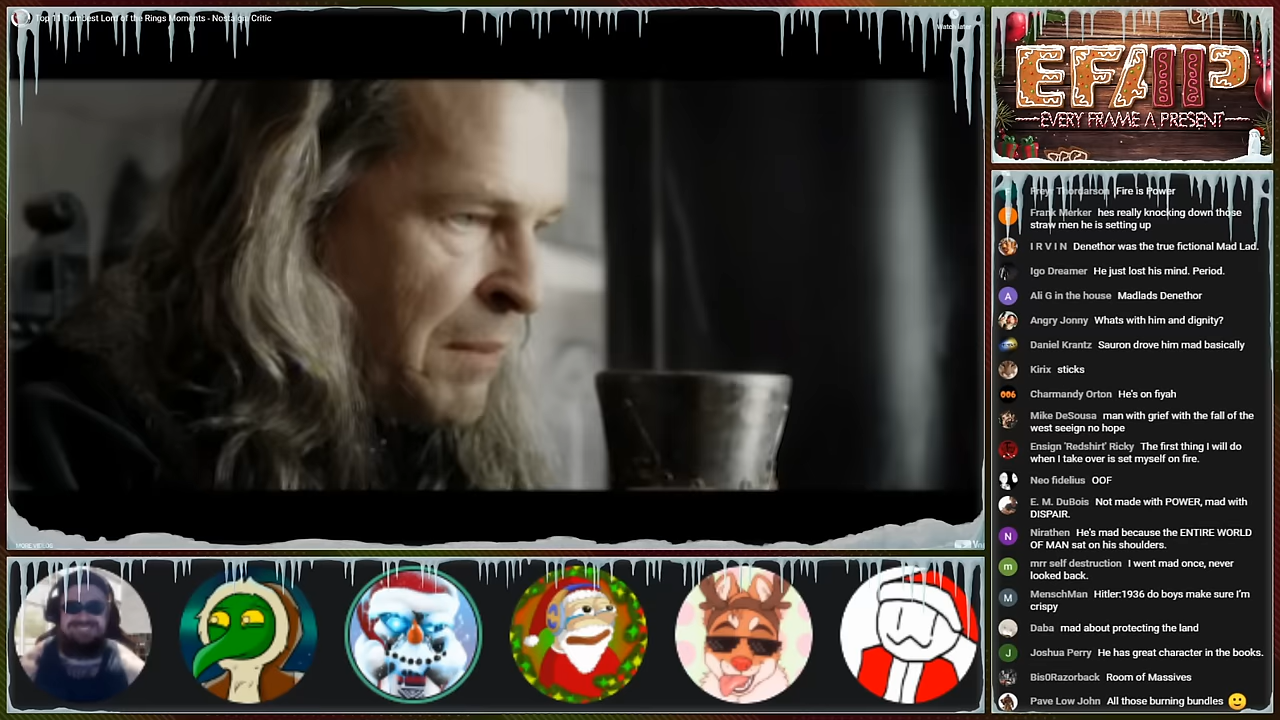 Top 11 Dumbest Lord of the Rings Moments - Nostalgia Critic
Watch later
MORE VIDEOS
EFAP
EVERY FRAME A PRESENT
Freyr Thordarson Fire is Power
Frank Merker hes really knocking down those
straw men he is setting up
I R V I N Denethor was the true fictional Mad Lad.
Igo Dreamer He just lost his mind. Period.
A
Ali G in the house Madlads Denethor
Angry Jonny Whats with him and dignity?
Daniel Krantz Sauron drove him mad basically
Kirix sticks
Charmandy Orton He's on fiyah
Mike DeSousa man with grief with the fall of the
west seeign no hope
Ensign 'Redshirt' Ricky The first thing I will do
when I take over is set myself on fire.
Neo fidelius OOF
E. M. DuBois Not made with POWER, mad with
DISPAIR.
N
Nirathen He's mad because the ENTIRE WORLD
OF MAN sat on his shoulders.
m
mrr self destruction I went mad once, never
looked back.
M
MenschMan Hitler:1936 do boys make sure I'm
crispy
Daba mad about protecting the land
J
Joshua Perry He has great character in the books.
Bis0Razorback Room of Massives
Pave Low John All those burning bundles